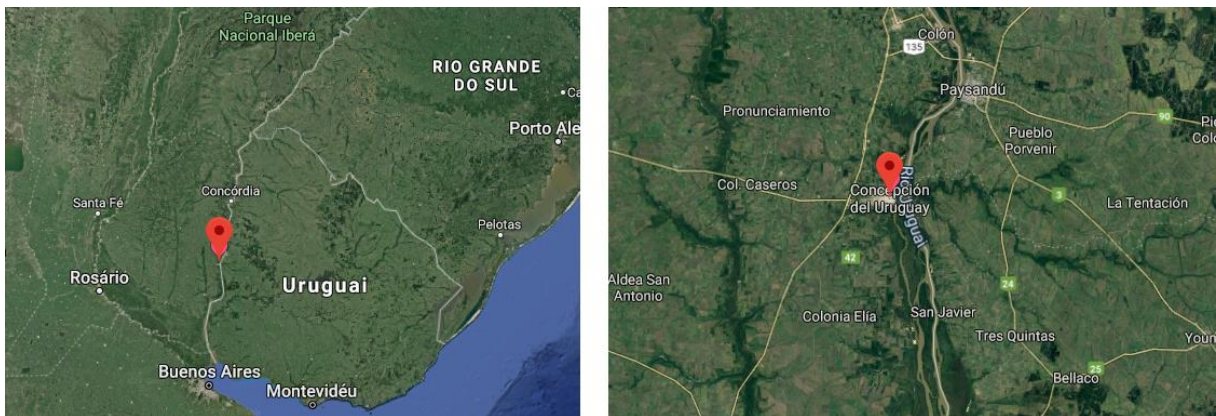 Parque
Nacional Iberá
RIO GRANDE
DO SUL
Porto Ale
Concórdia
Santa Fé
Pelotas
Rosário
Uruguai
Buenos Aires
Montevidéu
Colón
135
Paysandú
Pronunciamiento
90
Pueblo
Porvenir
Col. Caseros
Concepción
del Uruguay
Rio Uruguai
3
La Tentación
42
Aldea San
Antonio
24
Colonia Elía
San Javier
Tres Quintas
25
Bellaco